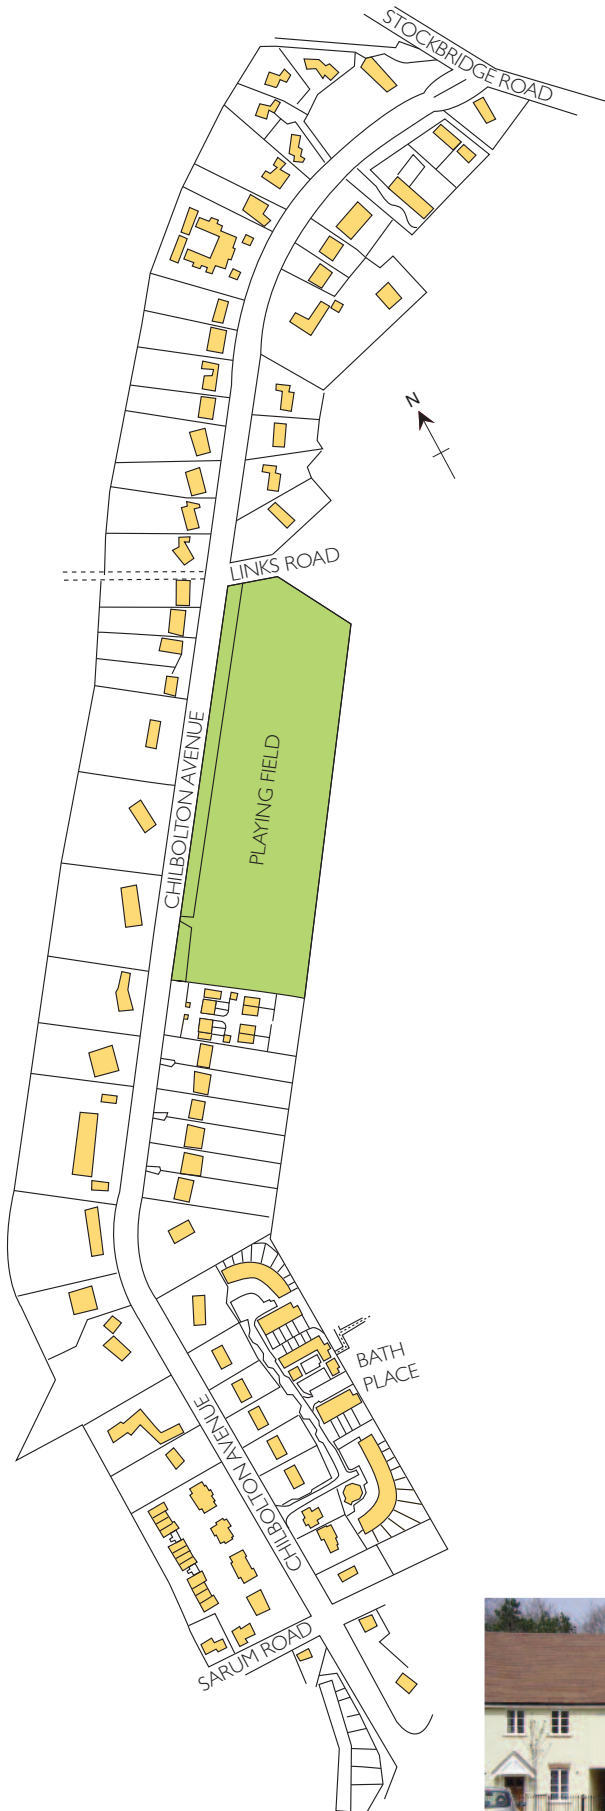 STOCKBRIDGE ROAD
N
LINKS ROAD
CHILBOLTON AVENUE
PLAYING FIELD
BATH
PLACE
CHILBOLTON AVENUE
SARUM ROAD